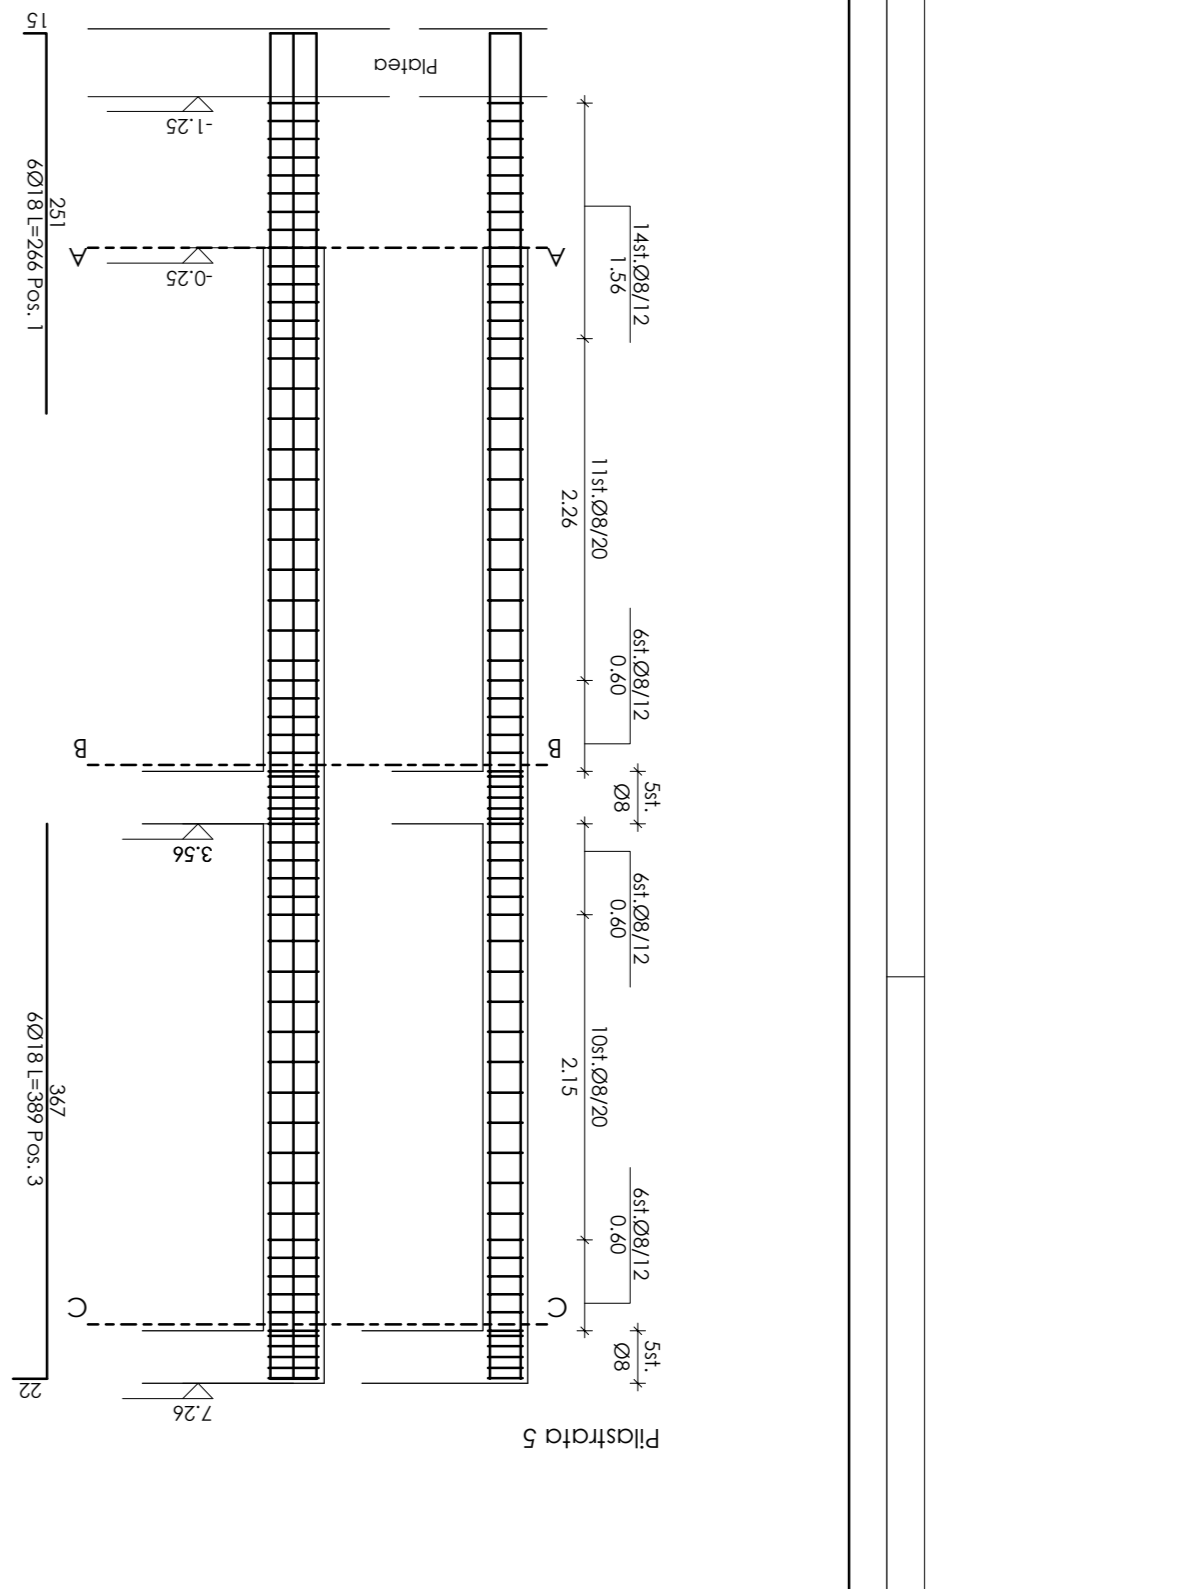 Pilastrata 5
7.26
22
5st.
Ø8
C
C
6st.Ø8/12
0.60
10st.Ø8/20
2.15
367
6Ø18 L=389 Pos. 3
6st.Ø8/12
0.60
3.56
5st.
Ø8
B
B
6st.Ø8/12
0.60
11st.Ø8/20
2.26
14st.Ø8/12
1.56
-0.25
A
A
251
6Ø18 L=266 Pos. 1
-1.25
Platea
15